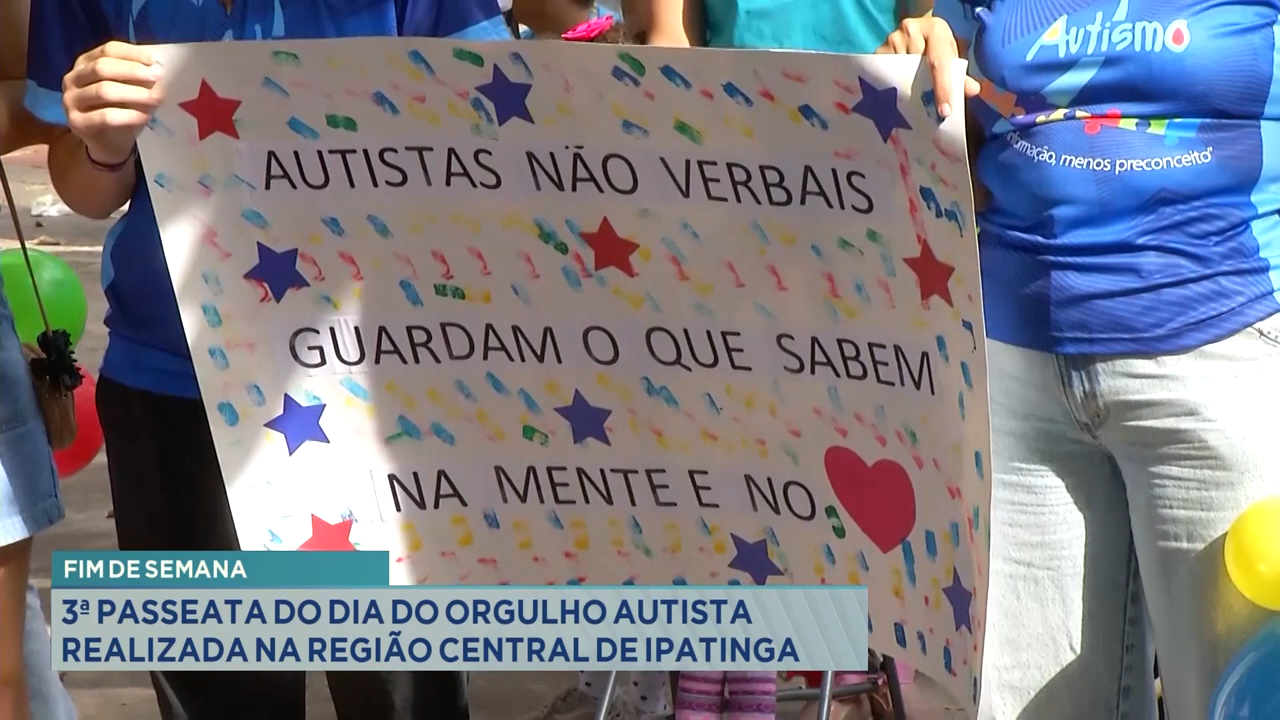 Autismo
informação, menos preconceito"
AUTISTAS NÃO VERBAIS
GUARDAM O QUE SABEM
NA MENTE E NO
FIM DE SEMANA
3ª PASSEATA DO DIA DO ORGULHO AUTISTA
REALIZADA NA REGIÃO CENTRAL DE IPATINGA